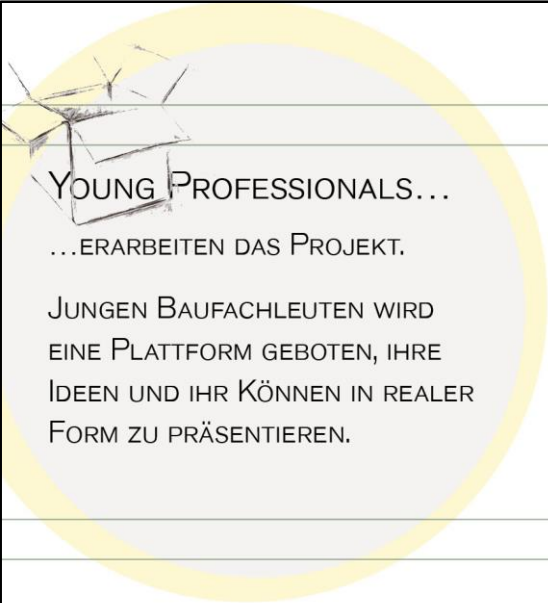 Young Professionals...
...erarbeiten das Projekt.
Jungen Baufachleuten wird
eine Plattform geboten, ihre
Ideen und ihr Können in realer
Form zu präsentieren.